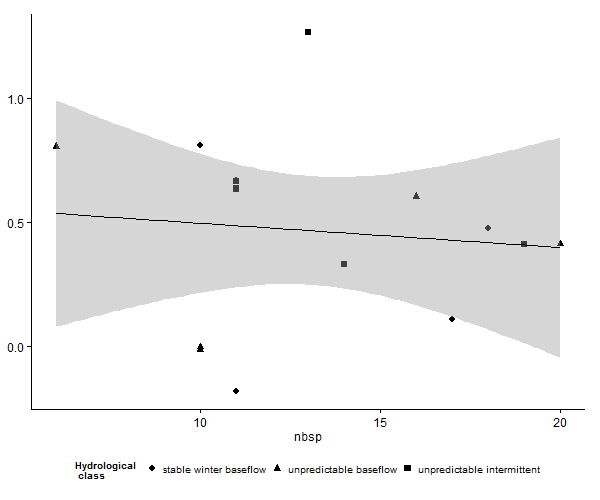 1.0
0.5
0.0
10
15
20
nbsp
Hydrological
class
stable winter baseflow
unpredictable baseflow
unpredictable intermittent